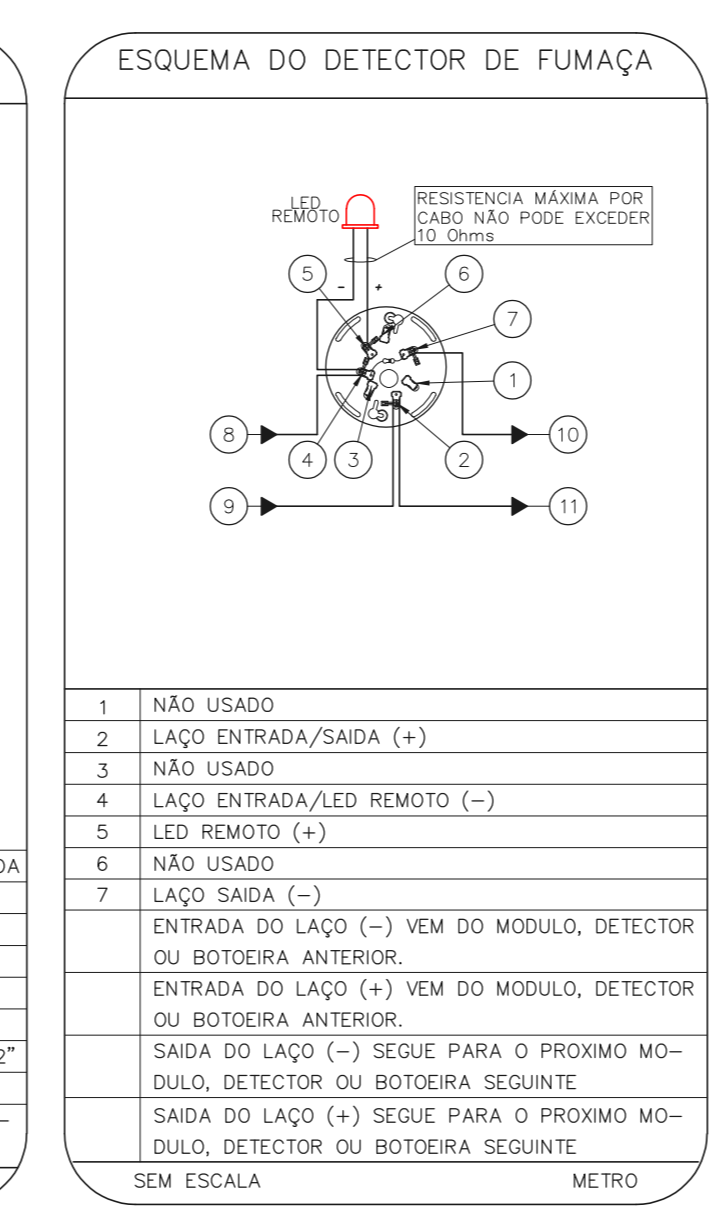 ESQUEMA DO DETECTOR DE FUMAÇA
LED
REMOTO
RESISTENCIA MÁXIMA POR
CABO NÃO PODE EXCEDER
10 Ohms
5
6
- +
7
1
8
10
4
3
2
9
11
1 NÃO USADO
2 LAÇO ENTRADA/SAIDA (+)
3 NÃO USADO
4 LAÇO ENTRADA/LED REMOTO (-)
5 LED REMOTO (+)
6 NÃO USADO
7 LAÇO SAIDA (-)
ENTRADA DO LAÇO (-) VEM DO MODULO, DETECTOR
OU BOTOEIRA ANTERIOR.
ENTRADA DO LAÇO (+) VEM DO MODULO, DETECTOR
OU BOTOEIRA ANTERIOR.
SAIDA DO LAÇO (-) SEGUE PARA O PROXIMO MO-
DULO, DETECTOR OU BOTOEIRA SEGUINTE
SAIDA DO LAÇO (+) SEGUE PARA O PROXIMO MO-
DULO, DETECTOR OU BOTOEIRA SEGUINTE
SEM ESCALA METRO
DA
2"
-